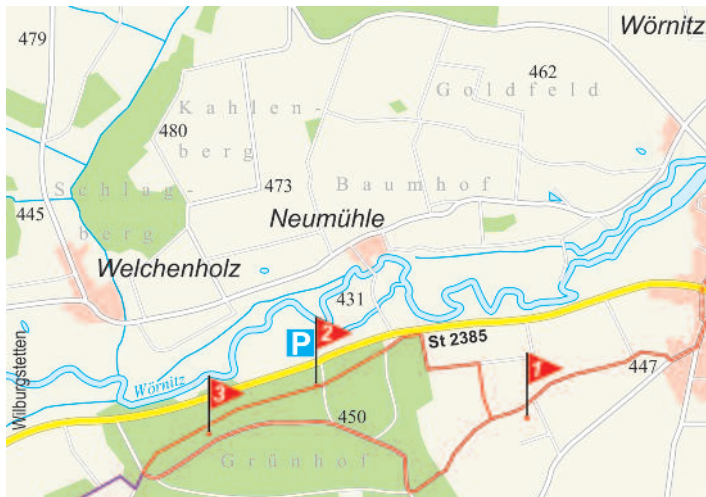 Wörnitz
479
462
Goldfeld
Kahlen-
berg
480
473
Baumhof
Schlag-
berg
445
Neumühle
Welchenholz
431
P
2
St 2385
1
447
3
Wörnitz
Wilburgstetten
450
Grünhof